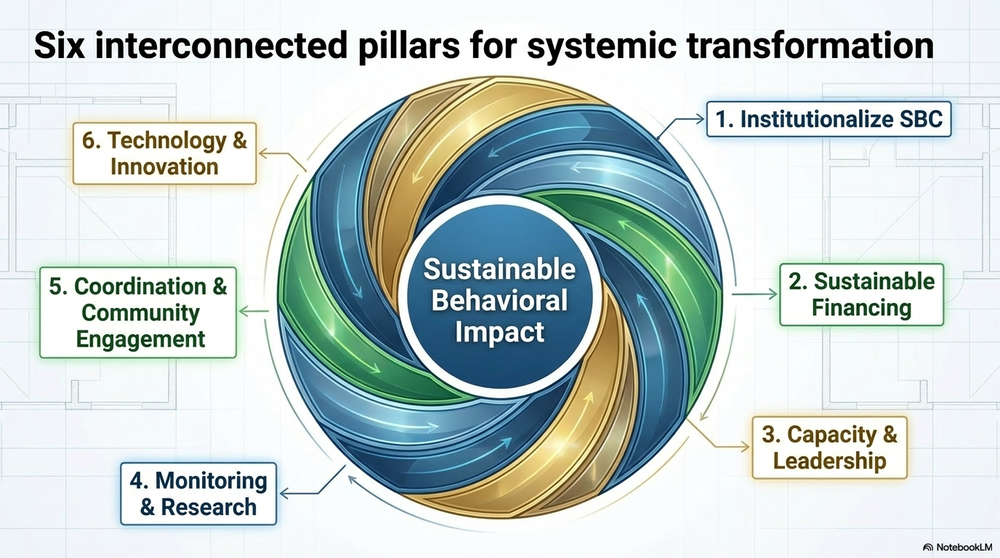 Six interconnected pillars for systemic transformation
1. Institutionalize SBC
2. Sustainable
Financing
3. Capacity &
Leadership
4. Monitoring
& Research
5. Coordination &
Community
Engagement
6. Technology &
Innovation
Sustainable
Behavioral
Impact
NotebookLM